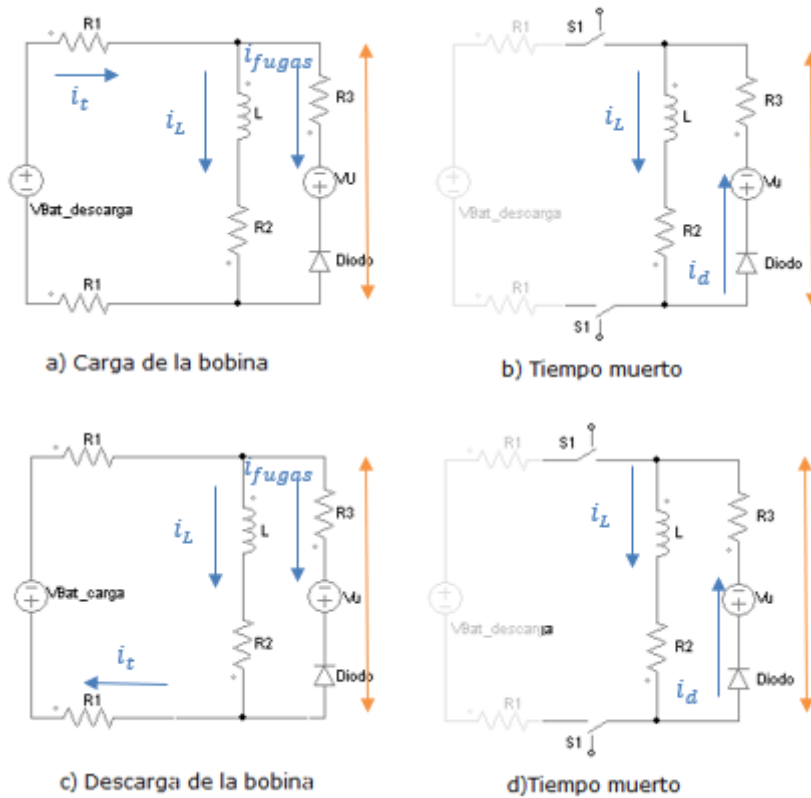 R1
i_fugas
i_t
i_L
L
R3
VU
VBat_descarga
R2
Diodo
R1
a) Carga de la bobina
R1
S1
i_L
L
R3
Vu
VBat_descarga
R2
i_d
Diodo
R1
S1
b) Tiempo muerto
R1
i_fugas
i_L
L
R3
VBat_carga
Vu
R2
i_t
Diodo
R1
c) Descarga de la bobina
R1
S1
i_L
L
R3
Vu
VBat_descarga
R2
i_d
Diodo
R1
S1
d)Tiempo muerto